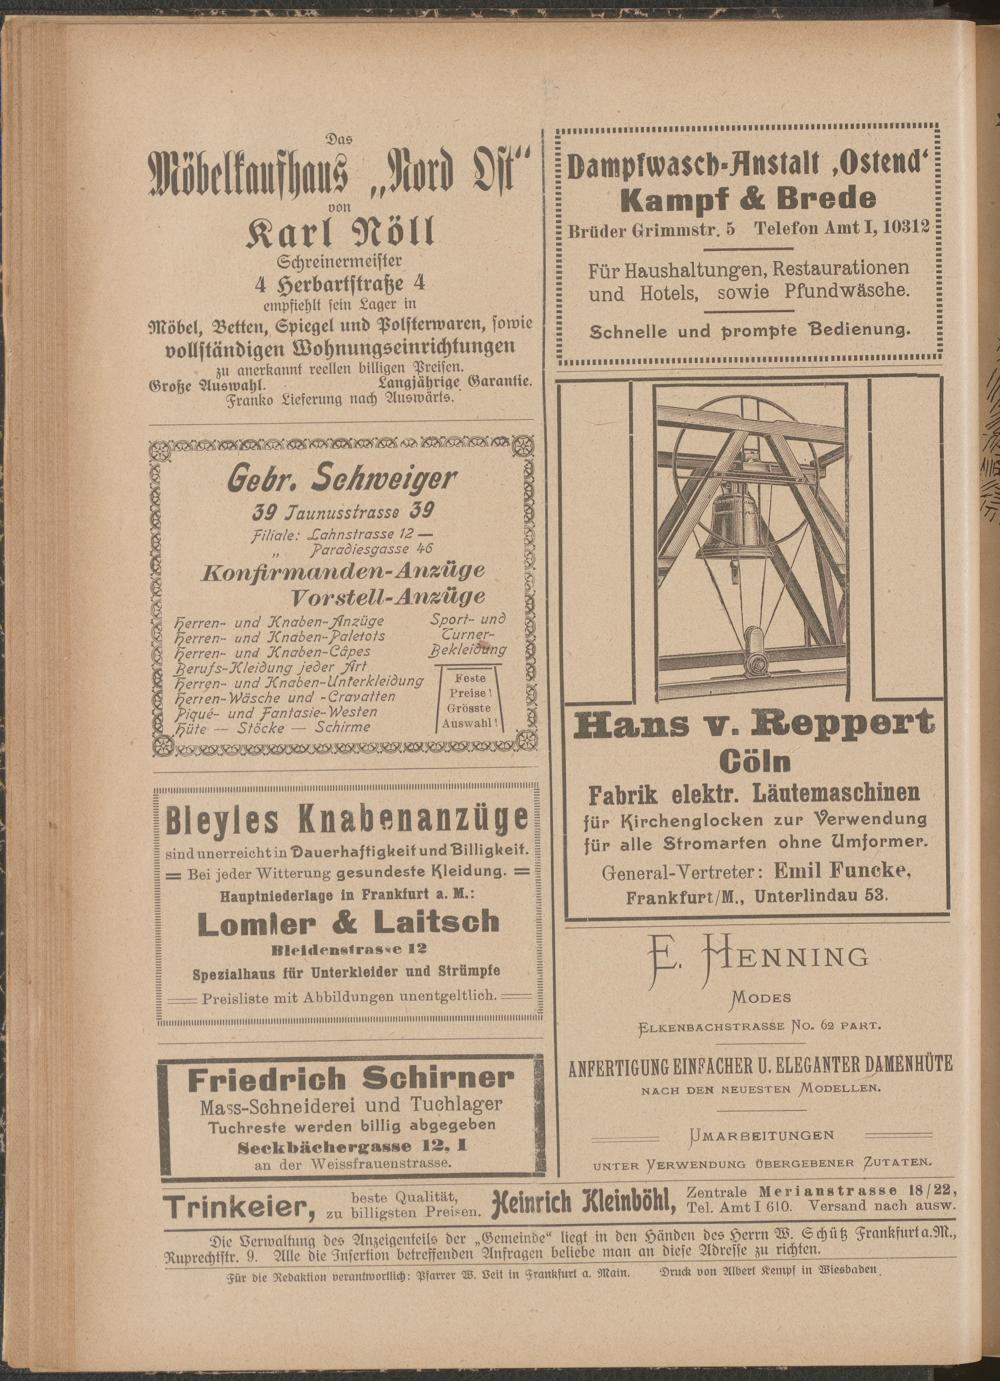 Das
Möbelkaufhaus „Nord Ost“
von
Karl Nöll
Schreinermeister
4 Herbartstraße 4
empfiehlt sein Lager in
Möbel, Betten, Spiegel und Polsterwaren, sowie
vollständigen Wohnungseinrichtungen
zu anerkannt reellen billigen Preisen.
Große Auswahl. Langjährige Garantie.
Franko Lieferung nach Auswärts.
Gebr. Schweiger
39 Taunusstrasse 39
Filiale: Lahnstrasse 12 —
„ Paradiesgasse 46
Konfirmanden-Anzüge
Vorstell-Anzüge
Herren- und Knaben-Anzüge
Herren- und Knaben-Paletots
Herren- und Knaben-Câpes
Berufs-Kleidung jeder Art
Herren- und Knaben-Unterkleidung
Herren-Wäsche und -Cravatten
Piqué- und Fantasie-Westen
Hüte — Stöcke — Schirme
Sport- und
Turner-
Bekleidung
Feste
Preise!
Grösste
Auswahl!
Bleyles Knabenanzüge
sind unerreicht in Dauerhaftigkeit und Billigkeit.
= Bei jeder Witterung gesundeste Kleidung. =
Hauptniederlage in Frankfurt a. M.:
Lomler & Laitsch
Bleidenstrasse 12
Spezialhaus für Unterkleider und Strümpfe
Preisliste mit Abbildungen unentgeltlich.
Friedrich Schirner
Mass-Schneiderei und Tuchlager
Tuchreste werden billig abgegeben
Seckbächergasse 12, I
an der Weissfrauenstrasse.
Dampfwasch-Anstalt ‚Ostend‘
Kampf & Brede
Brüder Grimmstr. 5 Telefon Amt I, 10312
Für Haushaltungen, Restaurationen
und Hotels, sowie Pfundwäsche.
Schnelle und prompte Bedienung.
Hans v. Reppert
Cöln
Fabrik elektr. Läutemaschinen
für Kirchenglocken zur Verwendung
für alle Stromarten ohne Umformer.
General-Vertreter: Emil Funcke,
Frankfurt/M., Unterlindau 53.
E. Henning
Modes
Elkenbachstrasse No. 62 part.
ANFERTIGUNG EINFACHER U. ELEGANTER DAMENHÜTE
nach den neuesten Modellen.
Umarbeitungen
unter Verwendung übergebener Zutaten.
Trinkeier, beste Qualität, zu billigsten Preisen. Heinrich Kleinböhl, Zentrale Merianstrasse 18/22, Tel. Amt I 610. Versand nach ausw.
Die Verwaltung des Anzeigenteils der „Gemeinde“ liegt in den Händen des Herrn W. Schütz Frankfurt a. M.,
Ruprechtstr. 9. Alle die Insertion betreffenden Anfragen beliebe man an diese Adresse zu richten.
Für die Redaktion verantwortlich: Pfarrer W. Veit in Frankfurt a. Main. Druck von Albert Kempf in Wiesbaden.